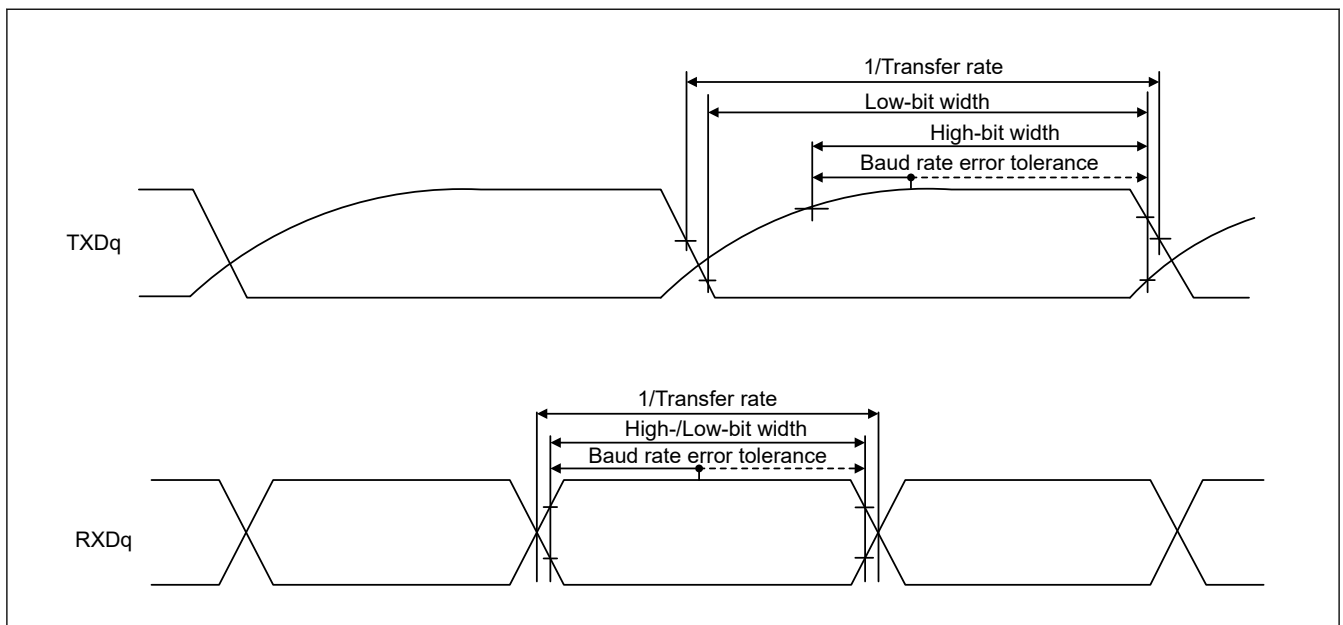 1/Transfer rate
Low-bit width
High-bit width
Baud rate error tolerance
TXDq
1/Transfer rate
High-/Low-bit width
Baud rate error tolerance
RXDq